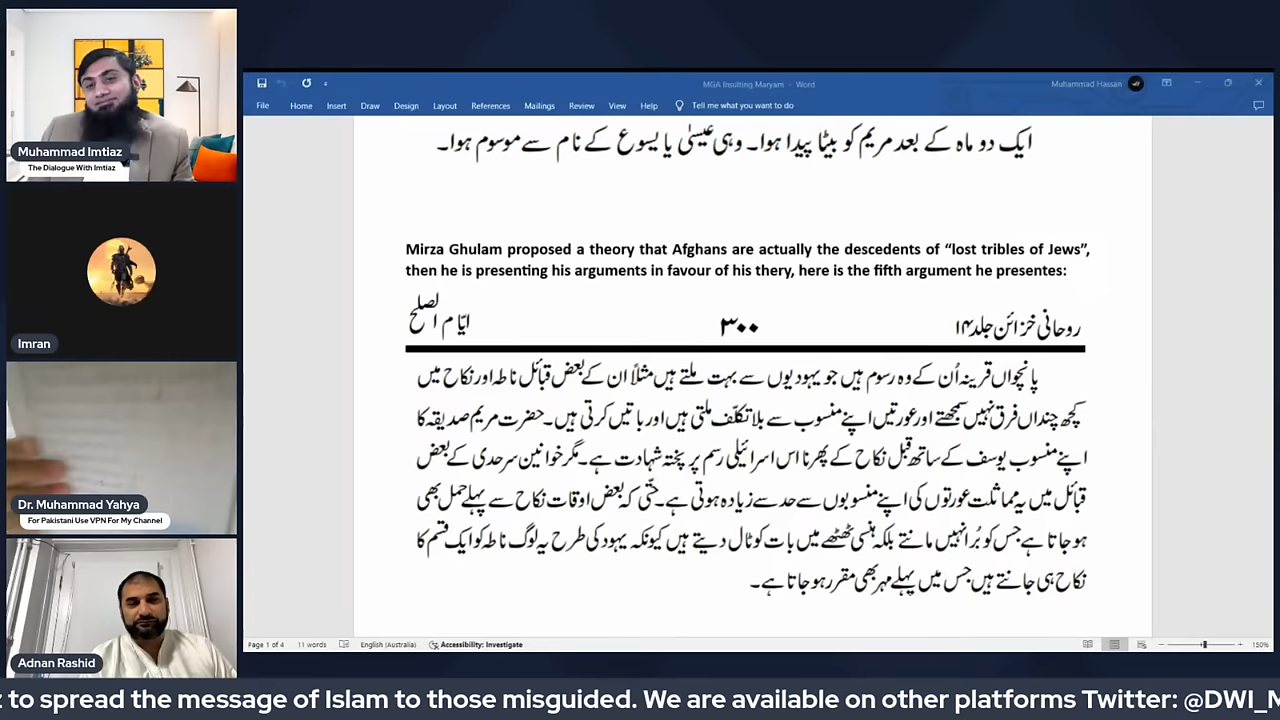 MGA Insulting Maryam - Word
Muhammad Hassan
File Home Insert Draw Design Layout References Mailings Review View Help Tell me what you want to do
ایک دو ماہ کے بعد مریم کو بیٹا پیدا ہوا۔ وہی عیسیٰ یا یسوع کے نام سے موسوم ہوا۔
Mirza Ghulam proposed a theory that Afghans are actually the descedents of “lost tribles of Jews”,
then he is presenting his arguments in favour of his thery, here is the fifth argument he presentes:
روحانی خزائن جلد ۱۴ ۳۰۰ ایّام الصلح
پانچواں قرینہ اُن کے وہ رسوم ہیں جو یہودیوں سے بہت ملتے ہیں مثلاً ان کے بعض قبائل ناطہ اور نکاح میں
کچھ چنداں فرق نہیں سمجھتے اور عورتیں اپنے منسوب سے بلا تکلّف ملتی ہیں اور باتیں کرتی ہیں۔ حضرت مریم صدیقہ کا
اپنے منسوب یوسف کے ساتھ قبل نکاح کے پھرنا اس اسرائیلی رسم پر پختہ شہادت ہے۔ مگر خوانین سرحدی کے بعض
قبائل میں یہ مماثلت عورتوں کی اپنے منسوبوں سے حد سے زیادہ ہوتی ہے۔ حتّٰی کہ بعض اوقات نکاح سے پہلے حمل بھی
ہو جاتا ہے جس کو بُرا نہیں مانتے بلکہ ہنسی ٹھٹھے میں بات کو ٹال دیتے ہیں کیونکہ یہود کی طرح یہ لوگ ناطہ کو ایک قسم کا
نکاح ہی جانتے ہیں جس میں پہلے مہر بھی مقرر ہو جاتا ہے۔
Page 1 of 4 11 words English (Australia) Accessibility: Investigate 150%
Muhammad Imtiaz
The Dialogue With Imtiaz
Imran
Dr. Muhammad Yahya
For Pakistani Use VPN For My Channel
Adnan Rashid
to spread the message of Islam to those misguided. We are available on other platforms Twitter: @DWI_